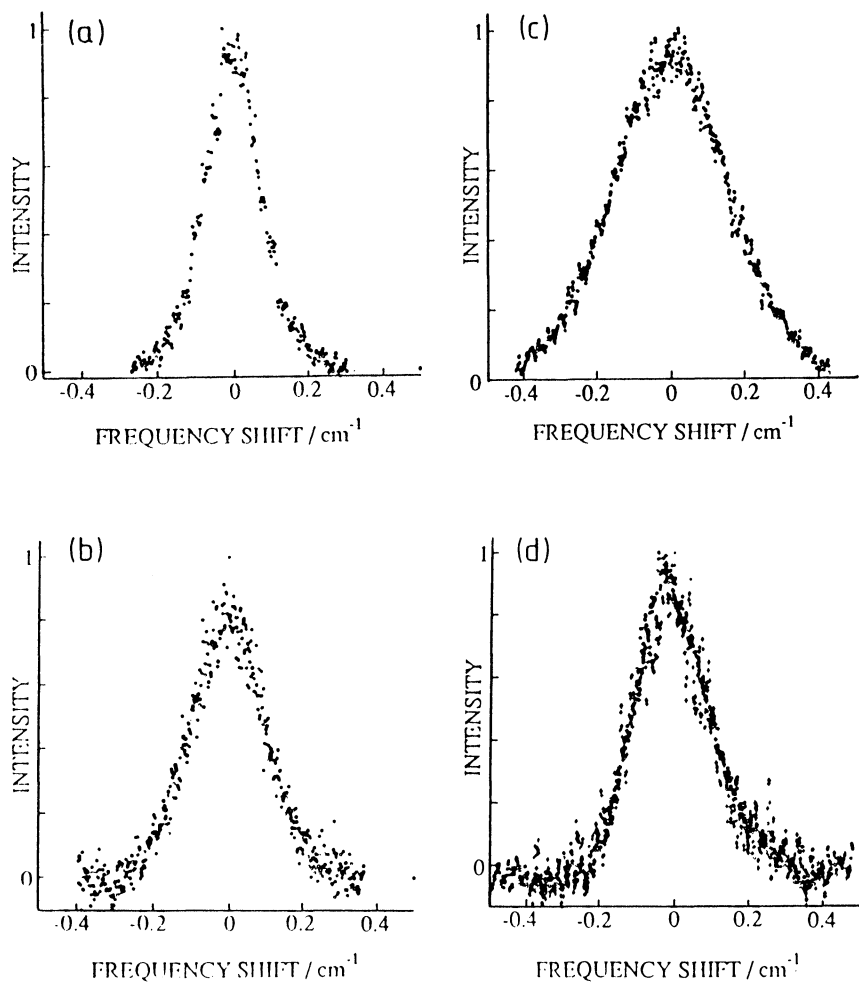 (a)
1
INTENSITY
0
-0.4 -0.2 0 0.2 0.4
FREQUENCY SHIFT / cm-1
(c)
1
INTENSITY
0
-0.4 -0.2 0 0.2 0.4
FREQUENCY SHIFT / cm-1
(b)
1
INTENSITY
0
-0.4 -0.2 0 0.2 0.4
FREQUENCY SHIFT / cm-1
(d)
1
INTENSITY
0
-0.4 -0.2 0 0.2 0.4
FREQUENCY SHIFT / cm-1